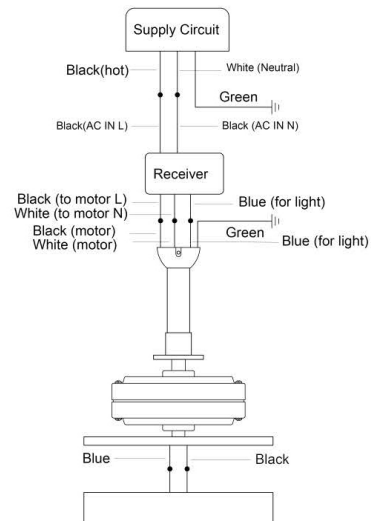 Supply Circuit
Black(hot)
White (Neutral)
Green
Black(AC IN L)
Black (AC IN N)
Receiver
Black (to motor L)
Blue (for light)
White (to motor N)
Black (motor)
Green
White (motor)
Blue (for light)
Blue
Black